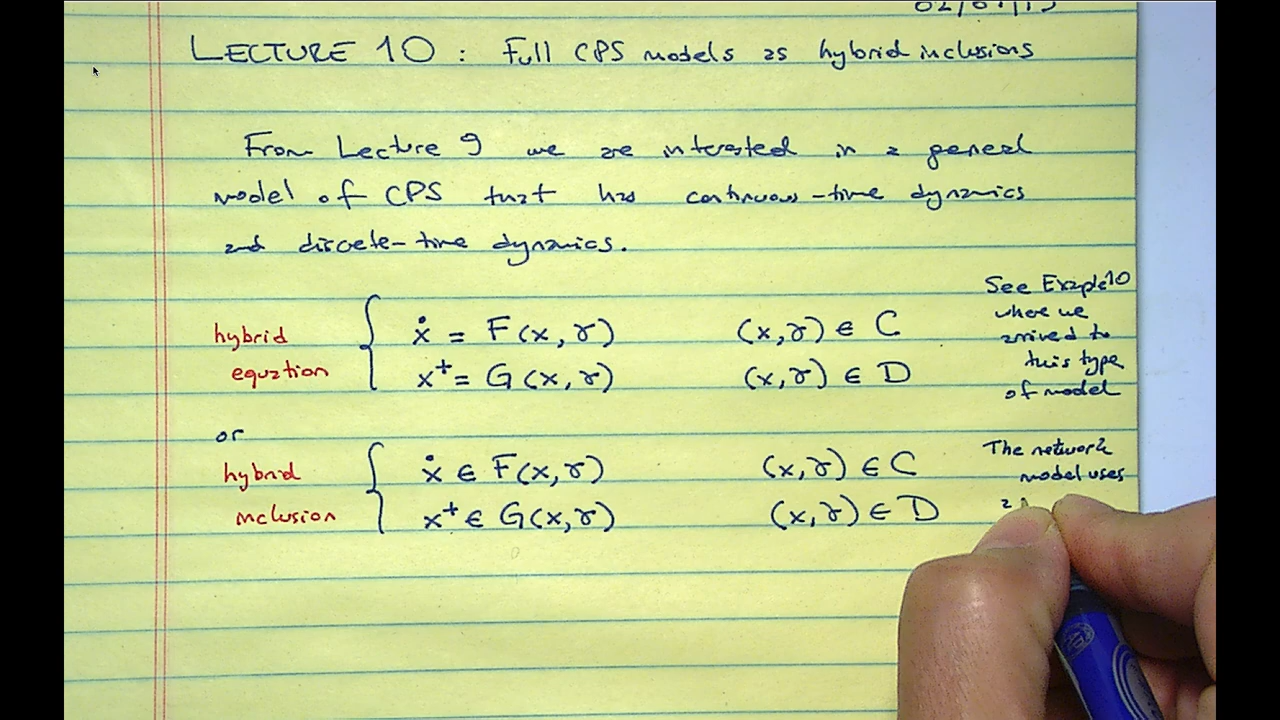 LECTURE 10 : Full CPS models as hybrid inclusions
From Lecture 9 we are interested in a general
model of CPS that has continuous-time dynamics
and discrete-time dynamics.
hybrid equation
ẋ = F(x, γ) (x, γ) ∈ C
x⁺ = G(x, γ) (x, γ) ∈ D
See Example 10
where we
arrived to
this type
of model
or
hybrid inclusion
ẋ ∈ F(x, γ) (x, γ) ∈ C
x⁺ ∈ G(x, γ) (x, γ) ∈ D
The network
model uses